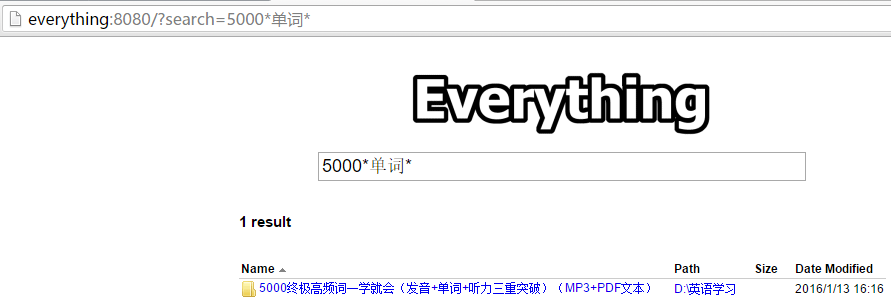 everything:8080/?search=5000*单词*
Everything
5000*单词*
1 result
Name Path Size Date Modified
5000终极高频词一学就会（发音+单词+听力三重突破）（MP3+PDF文本） D:\英语学习 2016/1/13 16:16